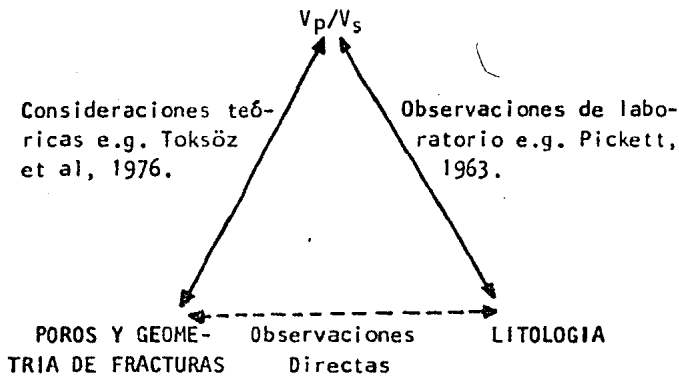 Vp/Vs
Consideraciones teó-
ricas e.g. Toksöz
et al, 1976.
Observaciones de labo-
ratorio e.g. Pickett,
1963.
POROS Y GEOME-
TRIA DE FRACTURAS
Observaciones
Directas
LITOLOGIA